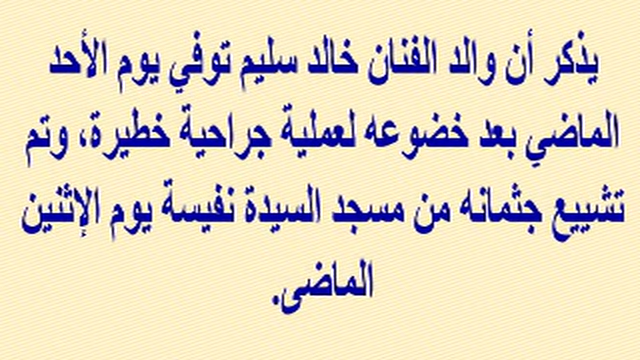 يذكر أن والد الفنان خالد سليم توفي يوم الأحد
الماضي بعد خضوعه لعملية جراحية خطيرة، وتم
تشييع جثمانه من مسجد السيدة نفيسة يوم الإثنين
الماضى.